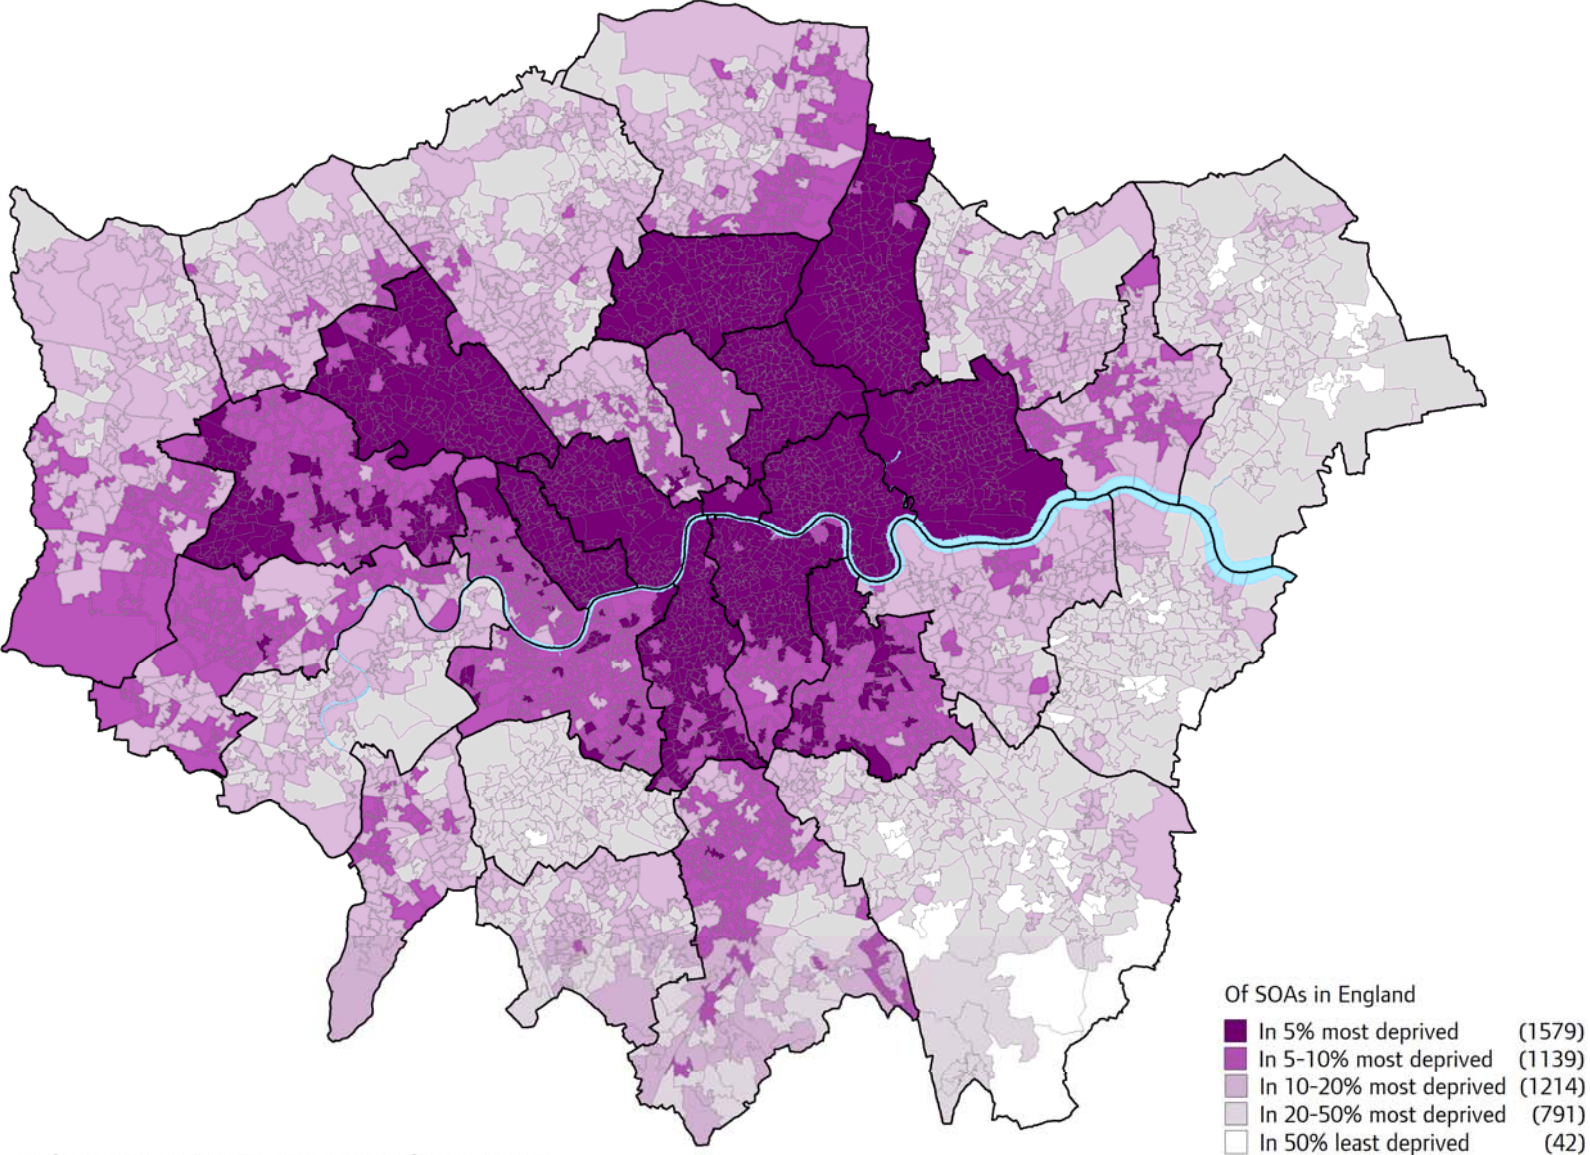 Of SOAs in England
In 5% most deprived (1579)
In 5-10% most deprived (1139)
In 10-20% most deprived (1214)
In 20-50% most deprived (791)
In 50% least deprived (42)